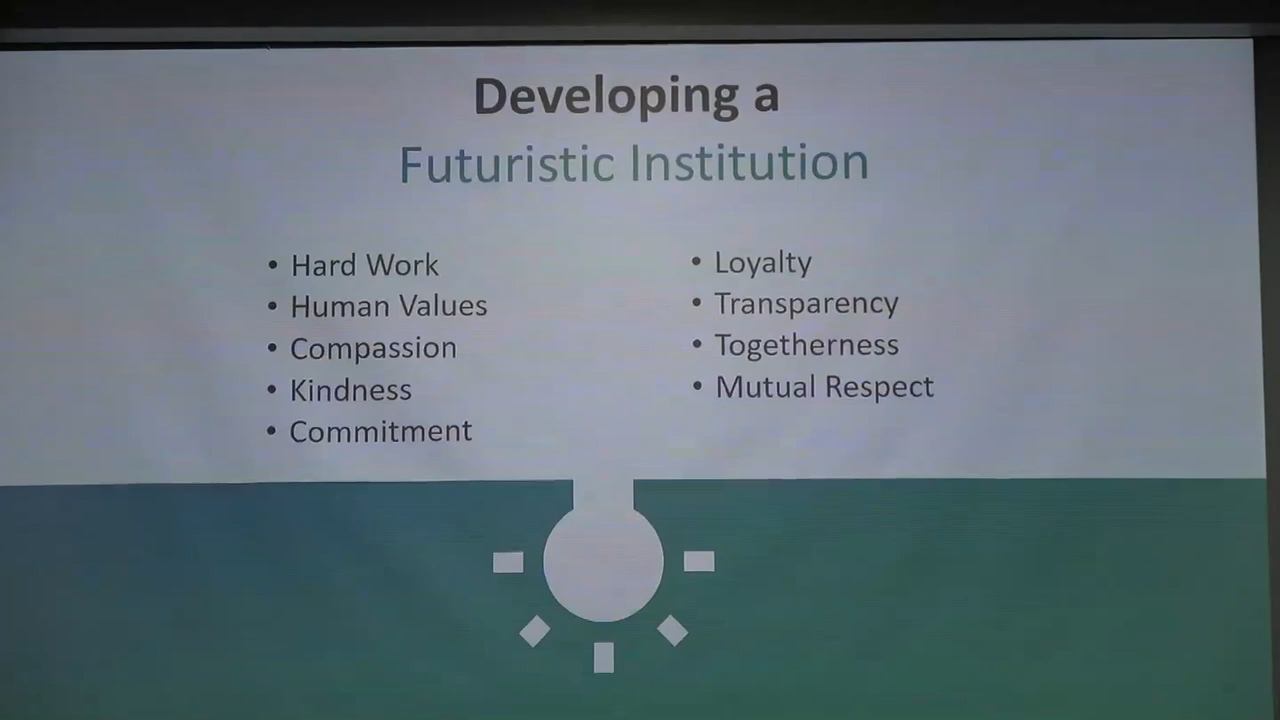 Developing a
Futuristic Institution
• Hard Work
• Human Values
• Compassion
• Kindness
• Commitment
• Loyalty
• Transparency
• Togetherness
• Mutual Respect